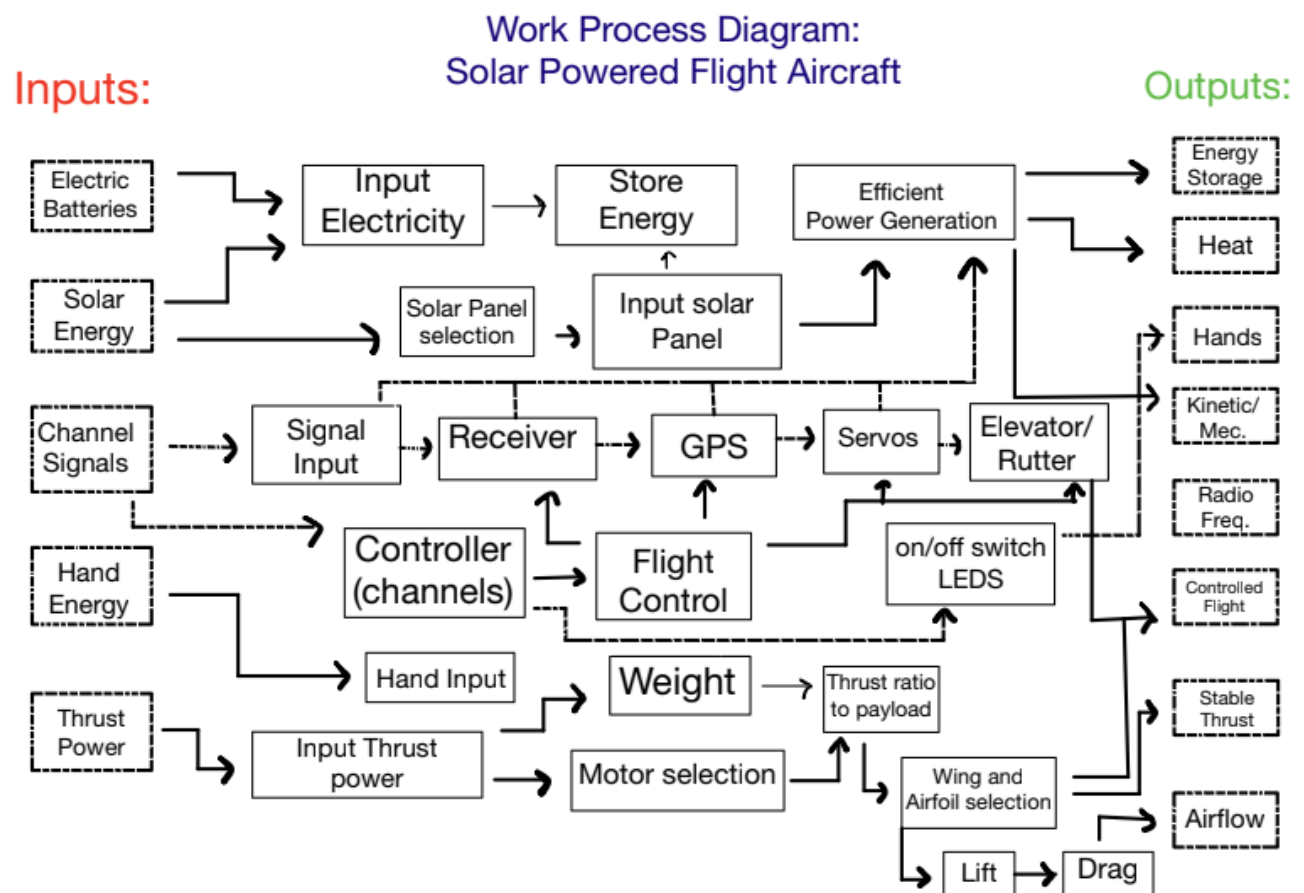 Work Process Diagram:
Solar Powered Flight Aircraft
Inputs:
Outputs:
Electric
Batteries
Input
Electricity
Store
Energy
Efficient
Power Generation
Energy
Storage
Heat
Solar
Energy
Solar Panel
selection
Input solar
Panel
Hands
Channel
Signals
Signal
Input
Receiver
GPS
Servos
Elevator/
Rutter
Kinetic/
Mec.
Radio
Freq.
Hand
Energy
Controller
(channels)
Flight
Control
on/off switch
LEDS
Controlled
Flight
Hand Input
Weight
Thrust ratio
to payload
Stable
Thrust
Thrust
Power
Input Thrust
power
Motor selection
Wing and
Airfoil selection
Airflow
Lift
Drag